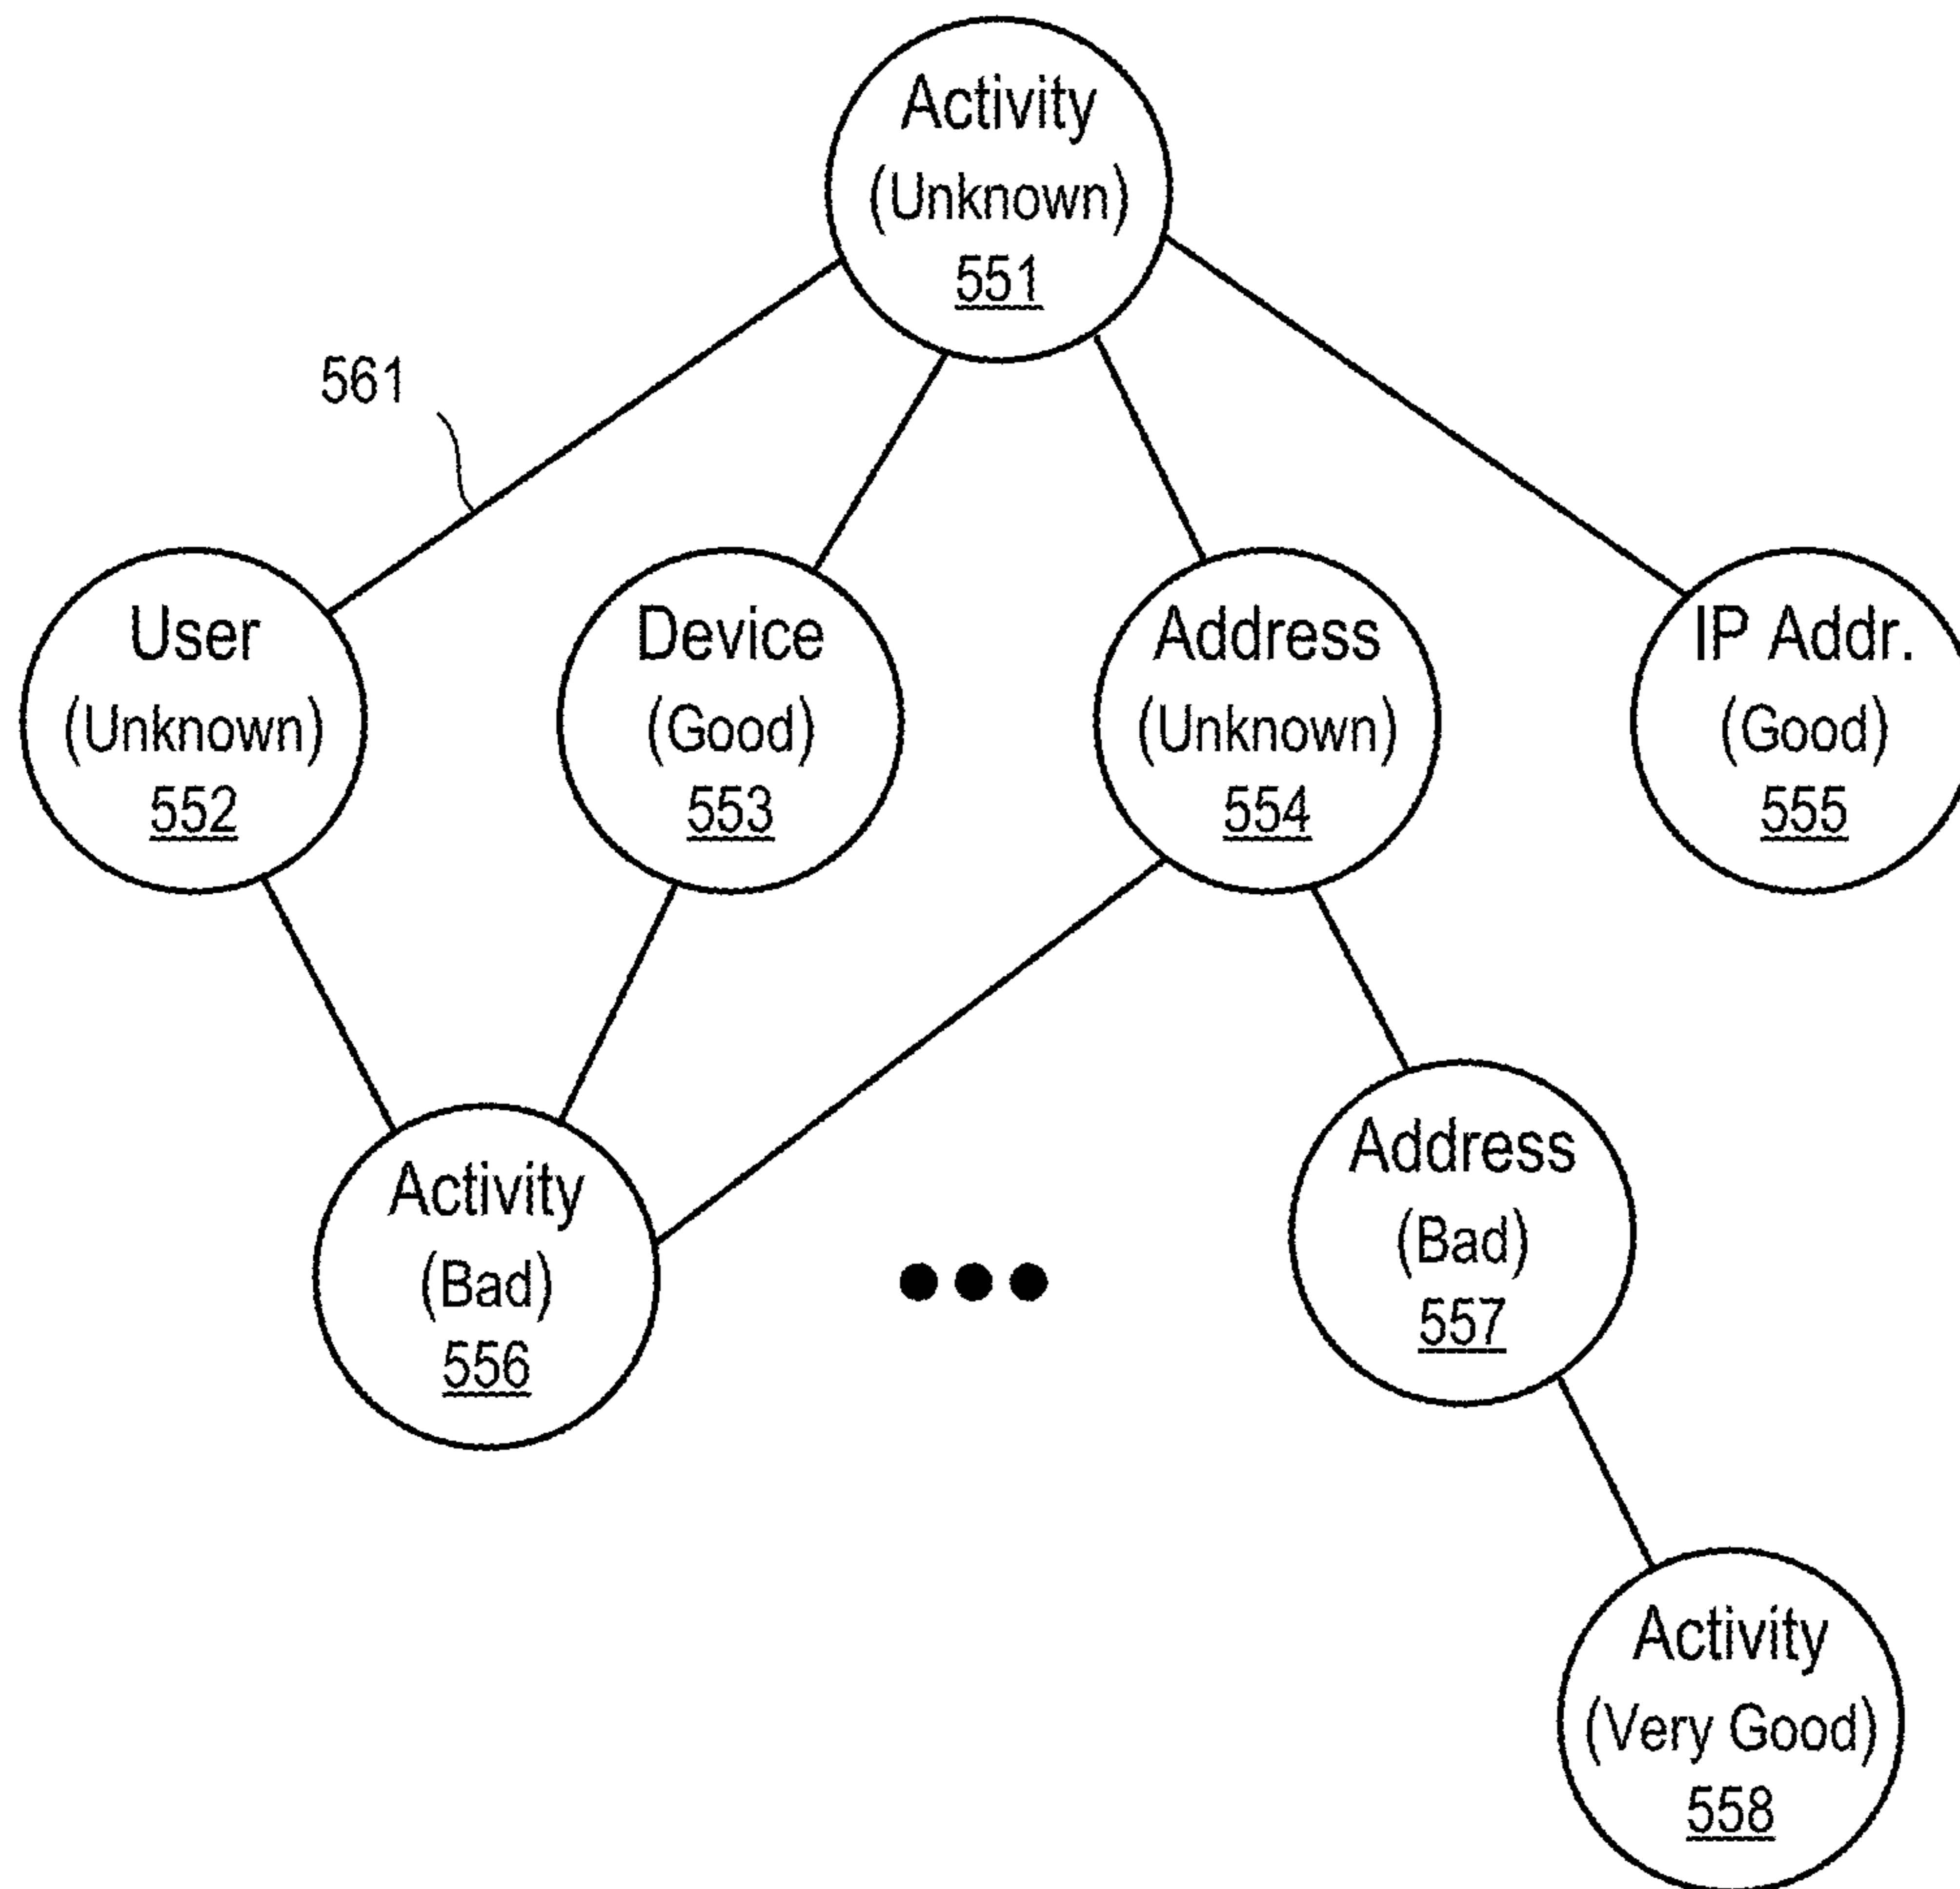 Activity
(Unknown)
551
561
User
(Unknown)
552
Device
(Good)
553
Address
(Unknown)
554
IP Addr.
(Good)
555
Activity
(Bad)
556
Address
(Bad)
557
Activity
(Very Good)
558